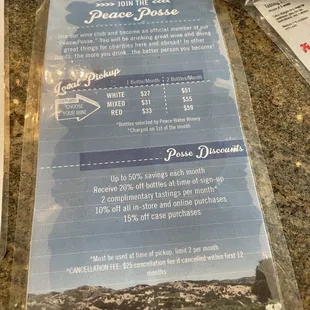 JOIN THE
Peace Posse
Join our wine club and become an official member of our
"Peace Posse." You will be drinking great wine and doing
great things for charities here and abroad! In other
words, the more you drink...the better person you become!
Local Pickup
1 Bottle/Month
2 Bottles/Month
CHOOSE
YOUR WINE
WHITE $27 $51
MIXED $31 $55
RED $33 $59
*Bottles selected by Peace Water Winery
*Charged on 1st of the month
Posse Discounts
Up to 50% savings each month
Receive 20% off bottles at time of sign-up
2 complimentary tastings per month*
10% off all in-store and online purchases
15% off case purchases
*Must be used at time of pickup, limit 2 per month
*CANCELLATION FEE: $25 cancellation fee if cancelled within first 12
months